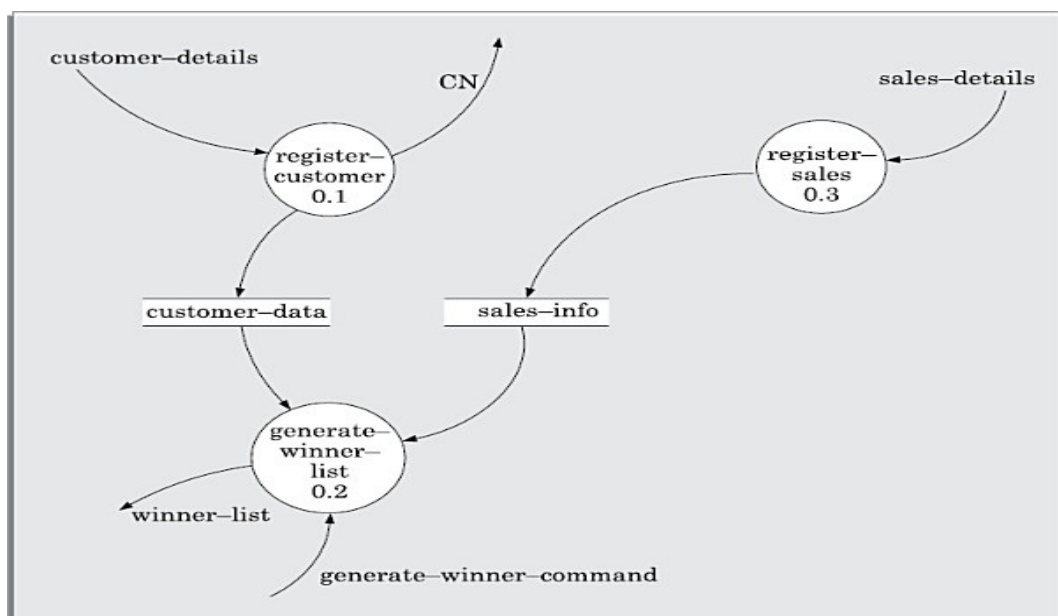 customer–details
CN
sales–details
register–
customer
0.1
register–
sales
0.3
customer–data
sales–info
generate–
winner–
list
0.2
winner–list
generate–winner–command